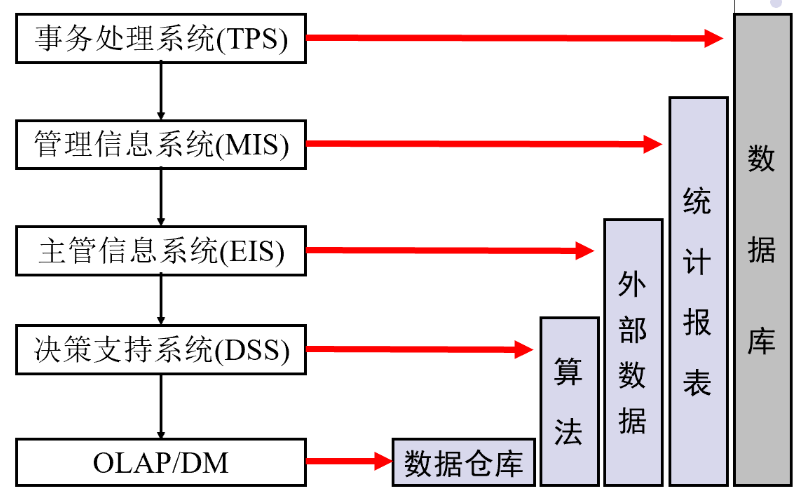 事务处理系统(TPS)
管理信息系统(MIS)
主管信息系统(EIS)
决策支持系统(DSS)
OLAP/DM
数据仓库
算法
外部数据
统计报表
数据库